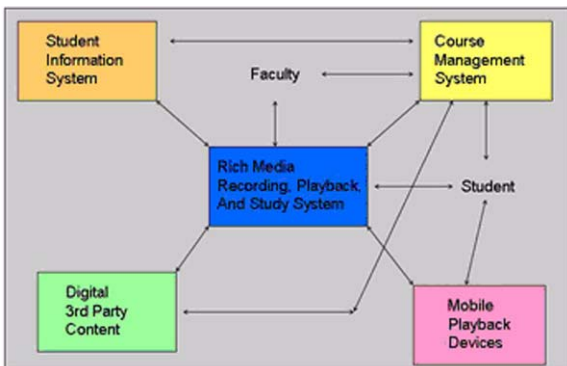 Student
Information
System
Course
Management
System
Faculty
Rich Media
Recording, Playback,
And Study System
Student
Digital
3rd Party
Content
Mobile
Playback
Devices